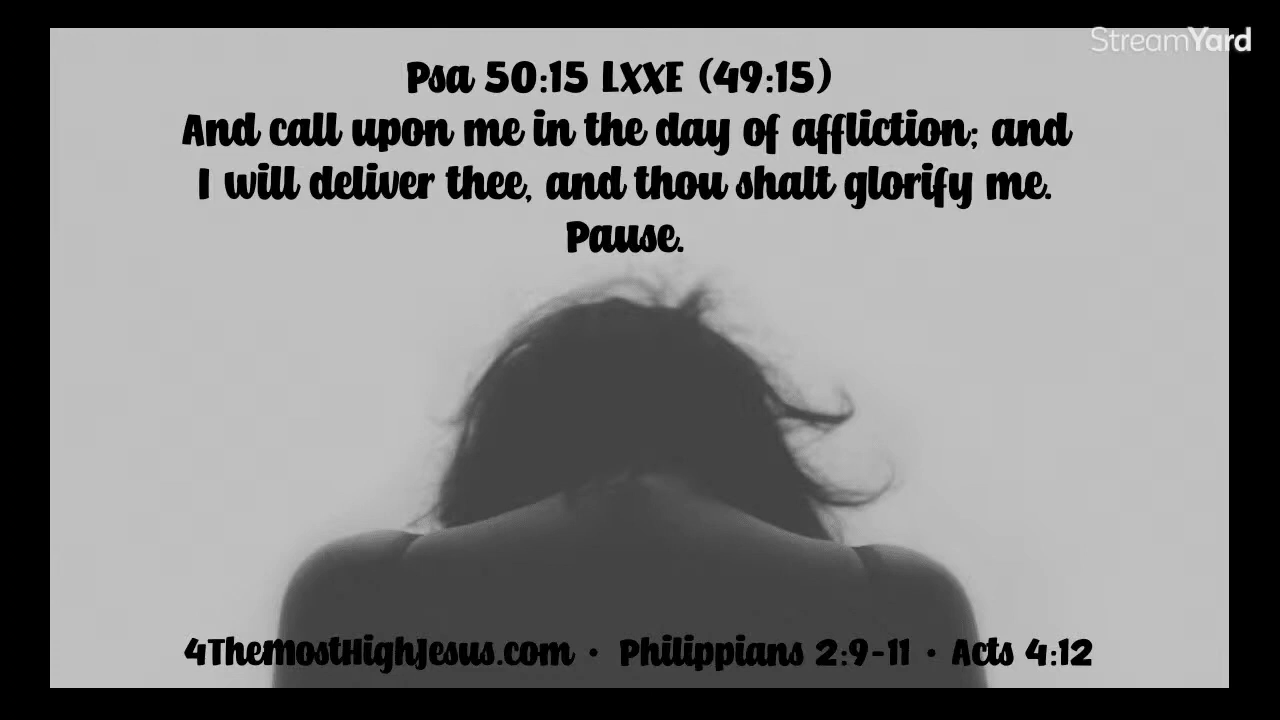 StreamYard
Psa 50:15 LXXE (49:15)
And call upon me in the day of affliction; and
I will deliver thee, and thou shalt glorify me.
Pause.
4TheMostHighJesus.com • Philippians 2:9-11 • Acts 4:12